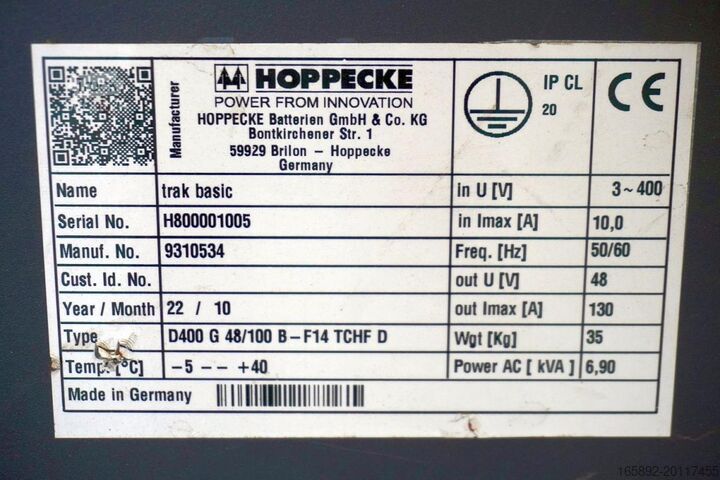 HOPPECKE
POWER FROM INNOVATION
Manufacturer
HOPPECKE Batterien GmbH & Co. KG
Bontkirchener Str. 1
59929 Brilon – Hoppecke
Germany
IP CL
20
CE
Name trak basic in U [V] 3~400
Serial No. H800001005 in Imax [A] 10,0
Manuf. No. 9310534 Freq. [Hz] 50/60
Cust. Id. No. out U [V] 48
Year / Month 22 / 10 out Imax [A] 130
Type D400 G 48/100 B–F14 TCHF D Wgt [Kg] 35
Temp. [°C] -5 –– +40 Power AC [ kVA ] 6,90
Made in Germany
165892-20117455